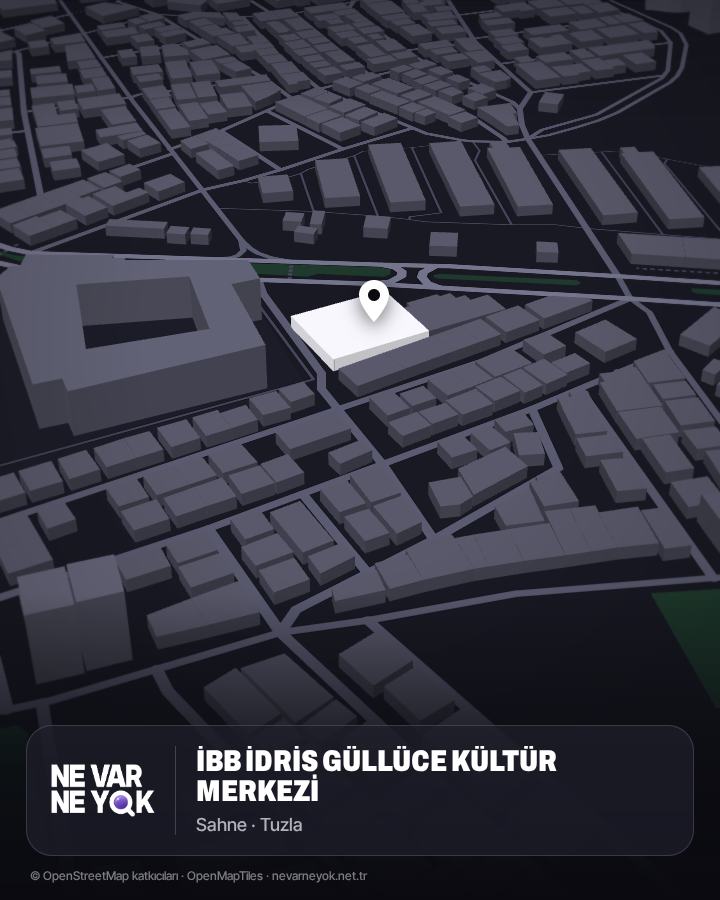 NE VAR
NE YOK
İBB İDRİS GÜLLÜCE KÜLTÜR
MERKEZİ
Sahne · Tuzla
© OpenStreetMap katkıcıları · OpenMapTiles · nevarneyok.net.tr